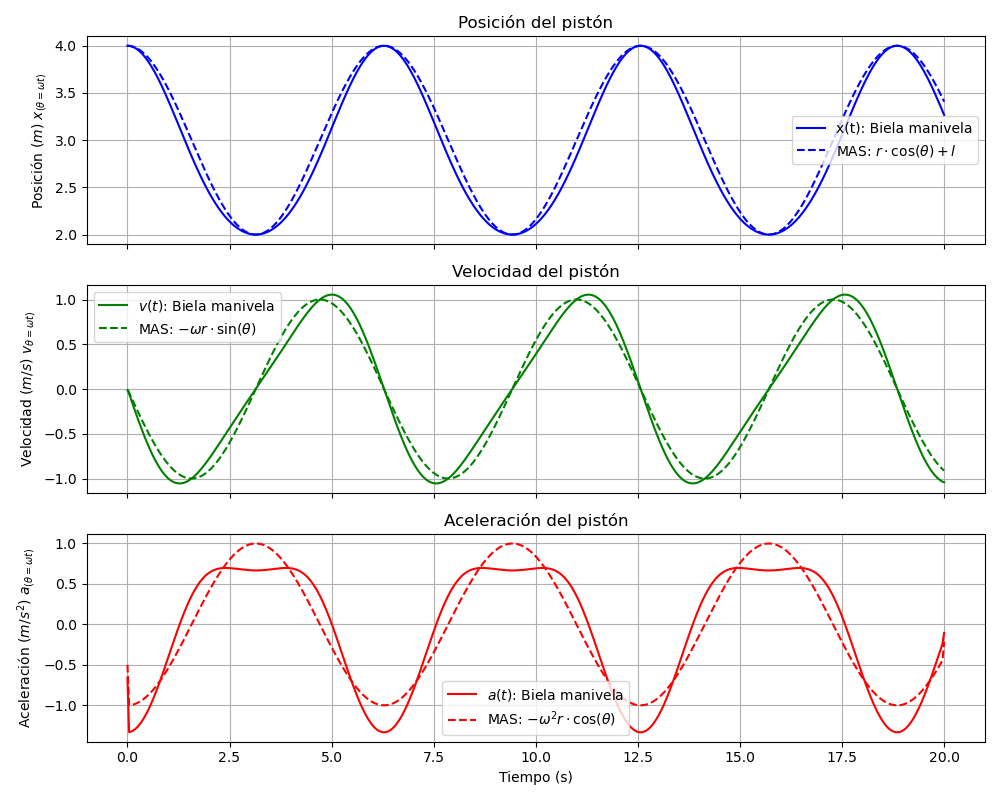 Posición del pistón
Posición (m) x(θ = ωt)
4.0
3.5
3.0
2.5
2.0
x(t): Biela manivela
MAS: r · cos(θ) + l
Velocidad del pistón
Velocidad (m/s) vθ = ωt)
1.0
0.5
0.0
−0.5
−1.0
v(t): Biela manivela
MAS: −ωr · sin(θ)
Aceleración del pistón
Aceleración (m/s²) a(θ = ωt)
1.0
0.5
0.0
−0.5
−1.0
a(t): Biela manivela
MAS: −ω²r · cos(θ)
0.0 2.5 5.0 7.5 10.0 12.5 15.0 17.5 20.0
Tiempo (s)